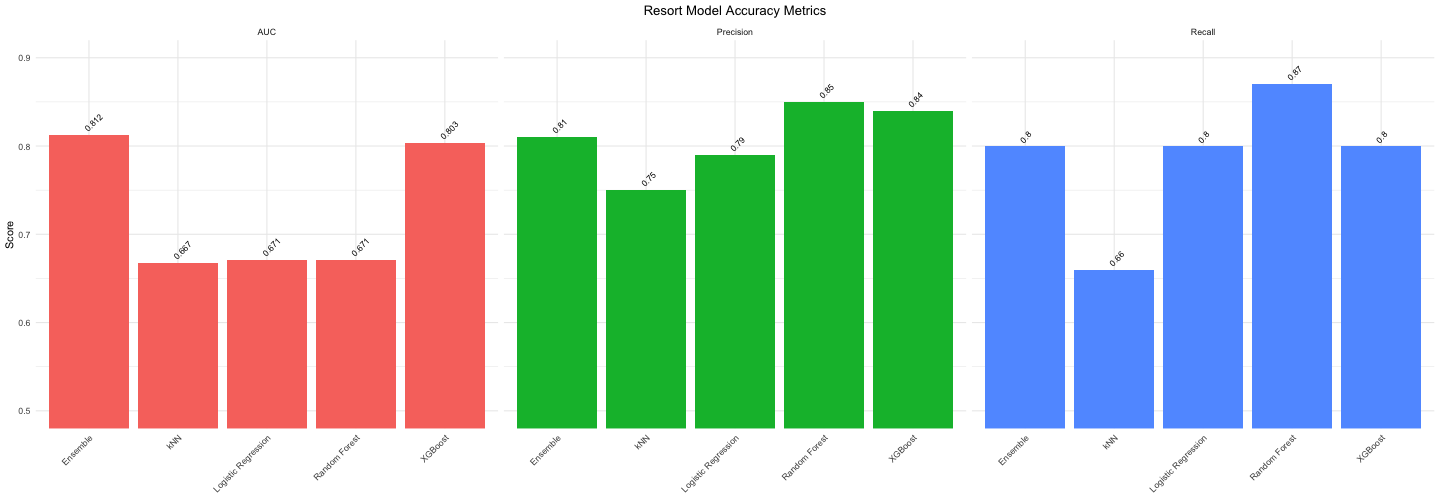 Resort Model Accuracy Metrics
AUC
Precision
Recall
Score
0.9
0.8
0.7
0.6
0.5
0.812
0.667
0.671
0.671
0.803
0.81
0.75
0.79
0.85
0.84
0.8
0.66
0.8
0.87
0.8
Ensemble
kNN
Logistic Regression
Random Forest
XGBoost
Ensemble
kNN
Logistic Regression
Random Forest
XGBoost
Ensemble
kNN
Logistic Regression
Random Forest
XGBoost